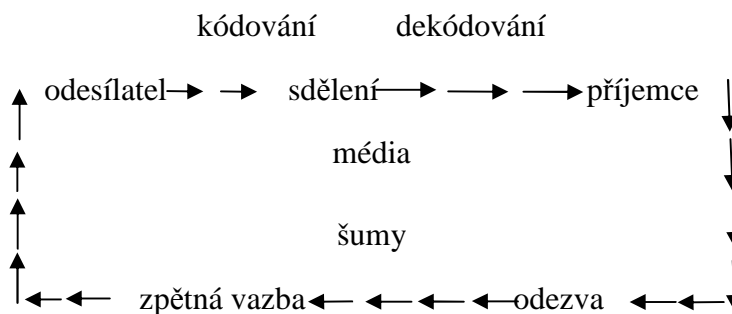 kódování dekódování
odesílatel sdělení příjemce
média
šumy
zpětná vazba odezva